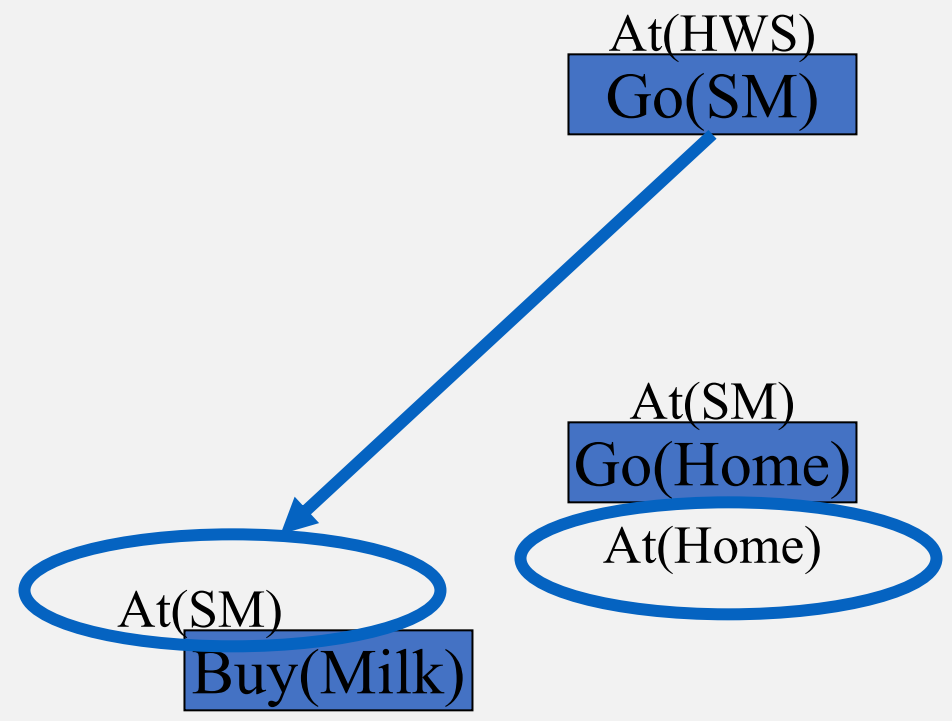 At(HWS)
Go(SM)
At(SM)
Go(Home)
At(Home)
At(SM)
Buy(Milk)